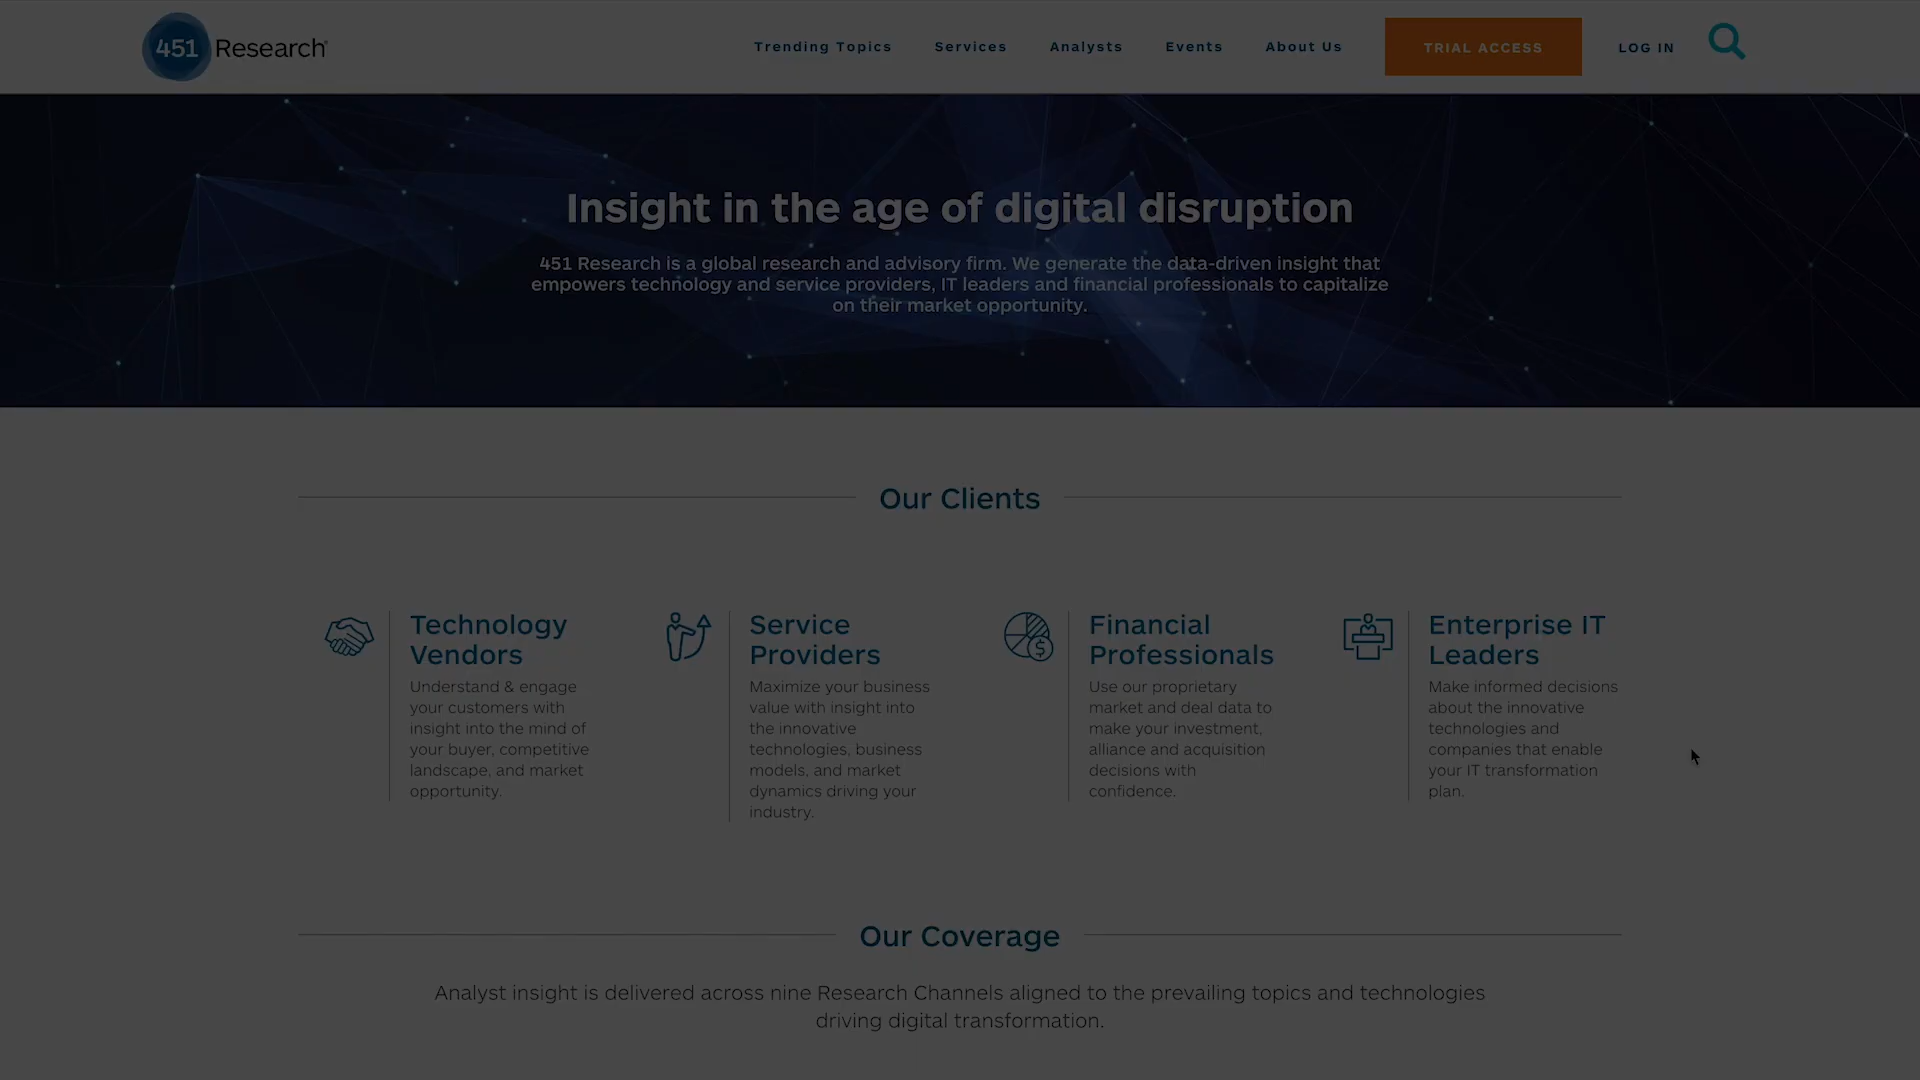 451 Research
Trending Topics
Services
Analysts
Events
About Us
TRIAL ACCESS
LOG IN
Insight in the age of digital disruption
451 Research is a global research and advisory firm. We generate the data-driven insight that
empowers technology and service providers, IT leaders and financial professionals to capitalize
on their market opportunity.
Our Clients
Technology
Vendors
Understand & engage
your customers with
insight into the mind of
your buyer, competitive
landscape, and market
opportunity.
Service
Providers
Maximize your business
value with insight into
the innovative
technologies, business
models, and market
dynamics driving your
industry.
Financial
Professionals
Use our proprietary
market and deal data to
make your investment,
alliance and acquisition
decisions with
confidence.
Enterprise IT
Leaders
Make informed decisions
about the innovative
technologies and
companies that enable
your IT transformation
plan.
Our Coverage
Analyst insight is delivered across nine Research Channels aligned to the prevailing topics and technologies
driving digital transformation.